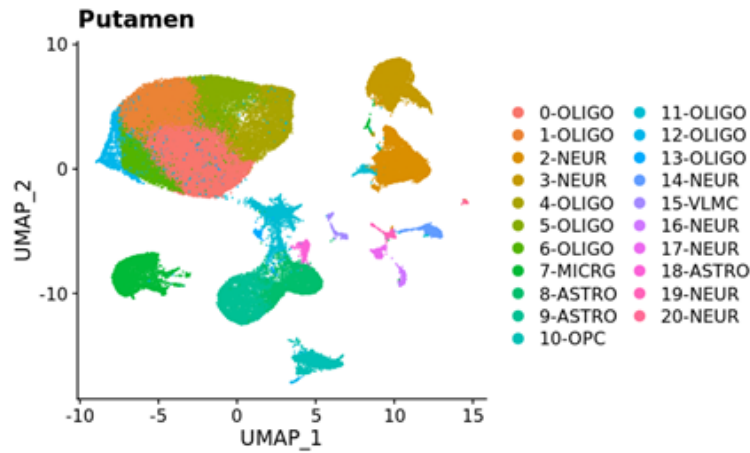 Putamen
10
0
-10
UMAP_2
-10
-5
0
5
10
15
UMAP_1
0-OLIGO
1-OLIGO
2-NEUR
3-NEUR
4-OLIGO
5-OLIGO
6-OLIGO
7-MICRG
8-ASTRO
9-ASTRO
10-OPC
11-OLIGO
12-OLIGO
13-OLIGO
14-NEUR
15-VLMC
16-NEUR
17-NEUR
18-ASTRO
19-NEUR
20-NEUR